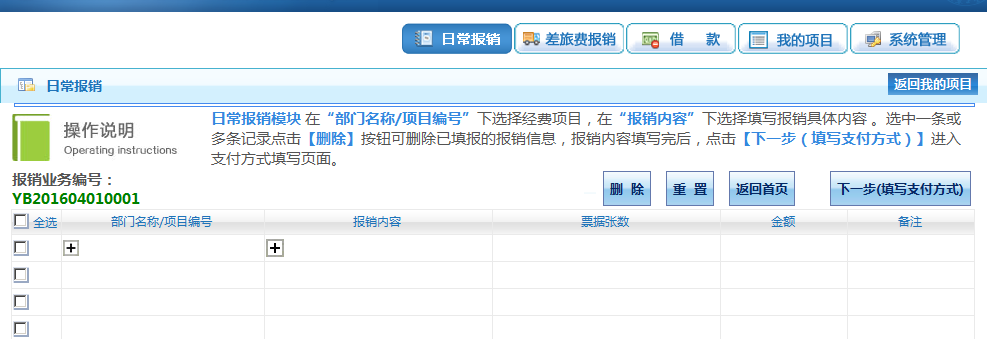 日常报销 差旅费报销 借 款 我的项目 系统管理
日常报销 返回我的项目
操作说明
Operating instructions
日常报销模块 在“部门名称/项目编号”下选择经费项目，在“报销内容”下选择填写报销具体内容 。选中一条或
多条记录点击【删除】按钮可删除已填报的报销信息，报销内容填写完后，点击【下一步（填写支付方式）】进入
支付方式填写页面。
报销业务编号：
YB201604010001
删 除 重 置 返回首页 下一步(填写支付方式)
全选 部门名称/项目编号 报销内容 票据张数 金额 备注